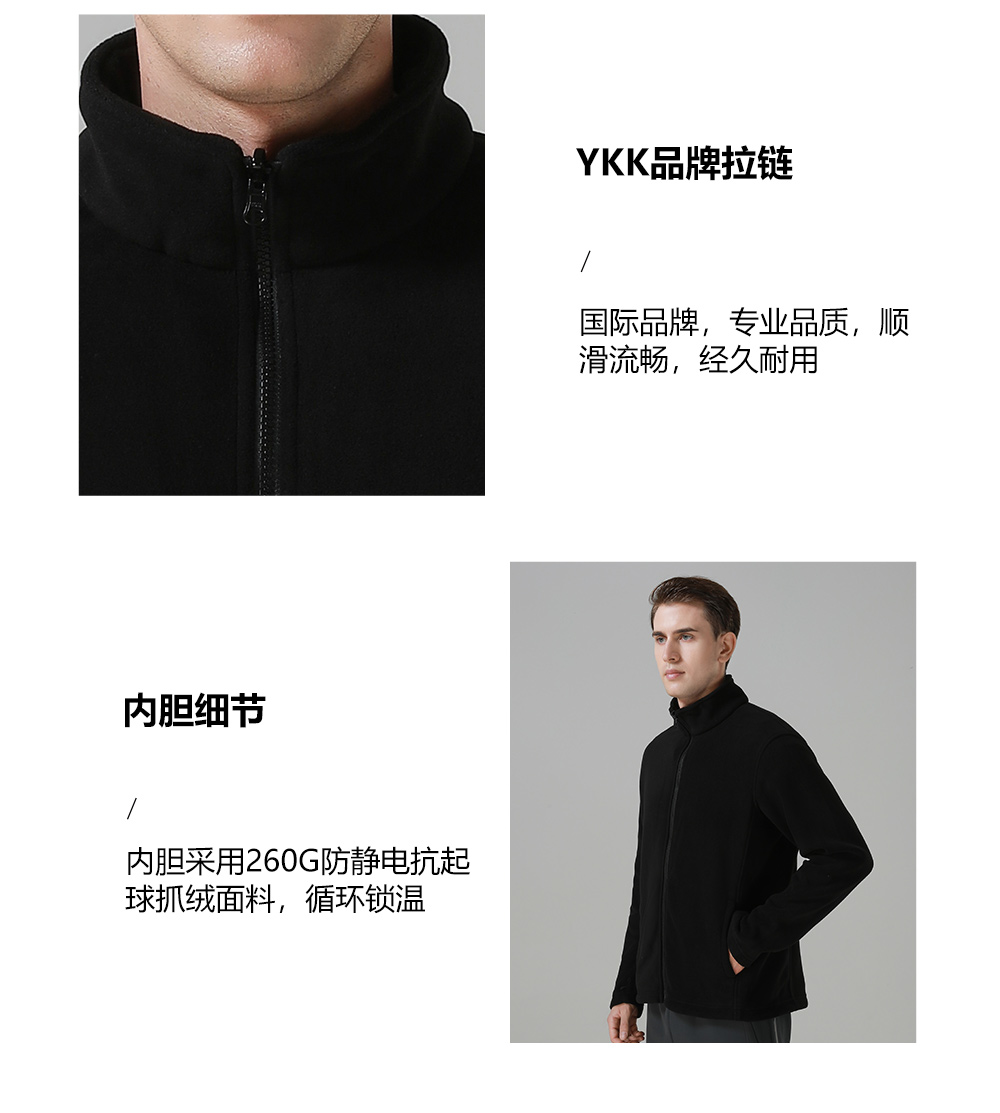 YKK品牌拉链
/
国际品牌，专业品质，顺
滑流畅，经久耐用
内胆细节
/
内胆采用260G防静电抗起
球抓绒面料，循环锁温